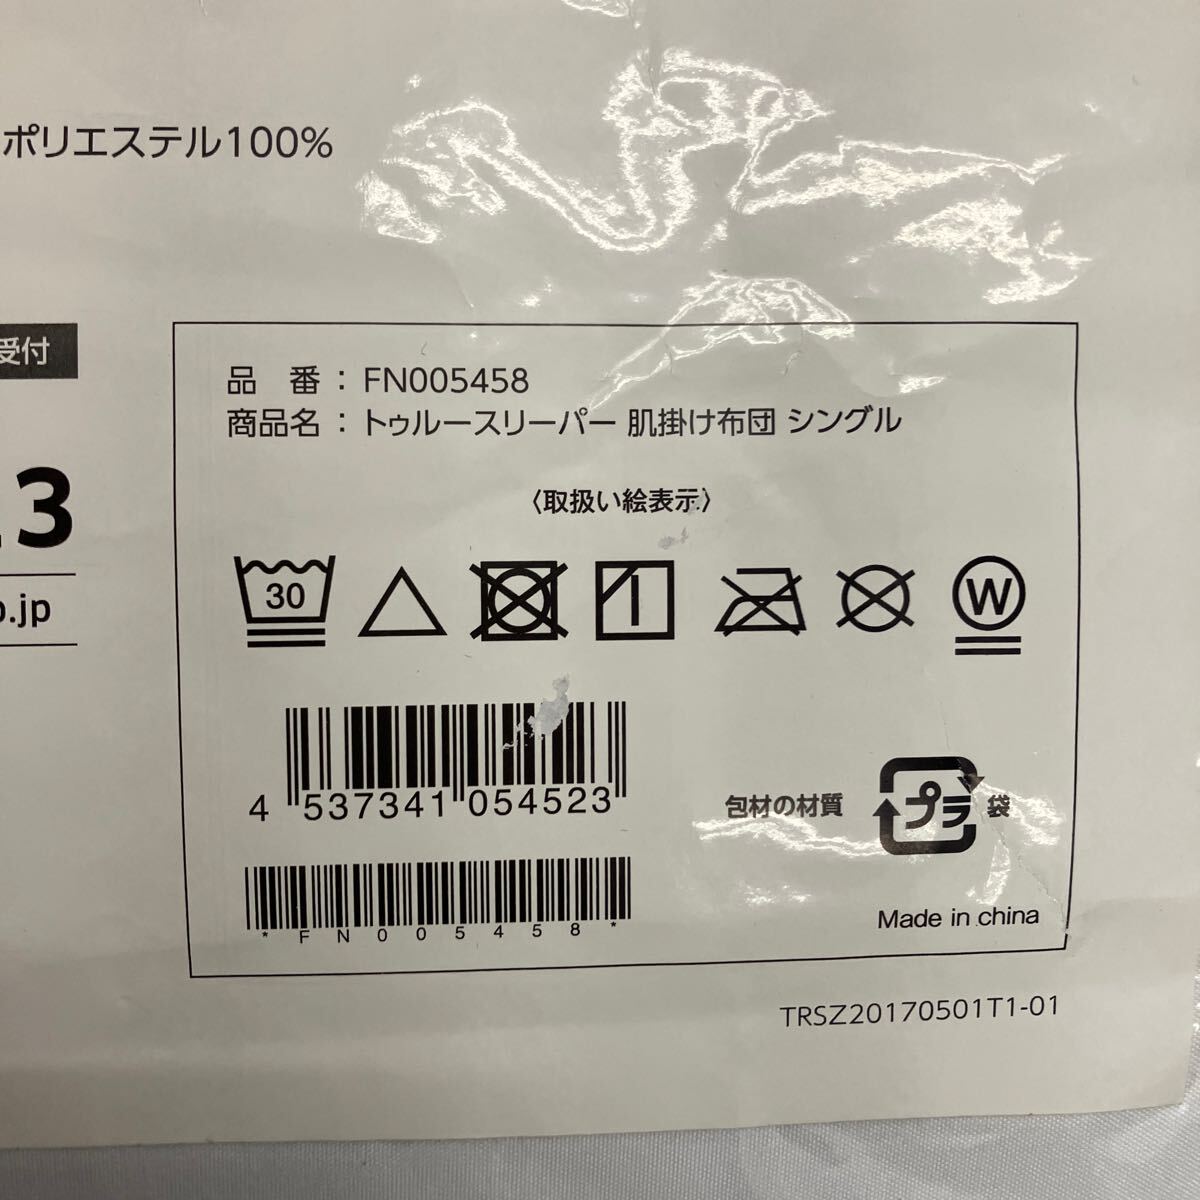 ポリエステル100%
受付
品 番 : FN005458
商品名 : トゥルースリーパー 肌掛け布団 シングル
3
〈取扱い絵表示〉
.jp
30
W
4 537341 054523
包材の材質 プラ 袋
*FN005458*
Made in china
TRSZ20170501T1-01